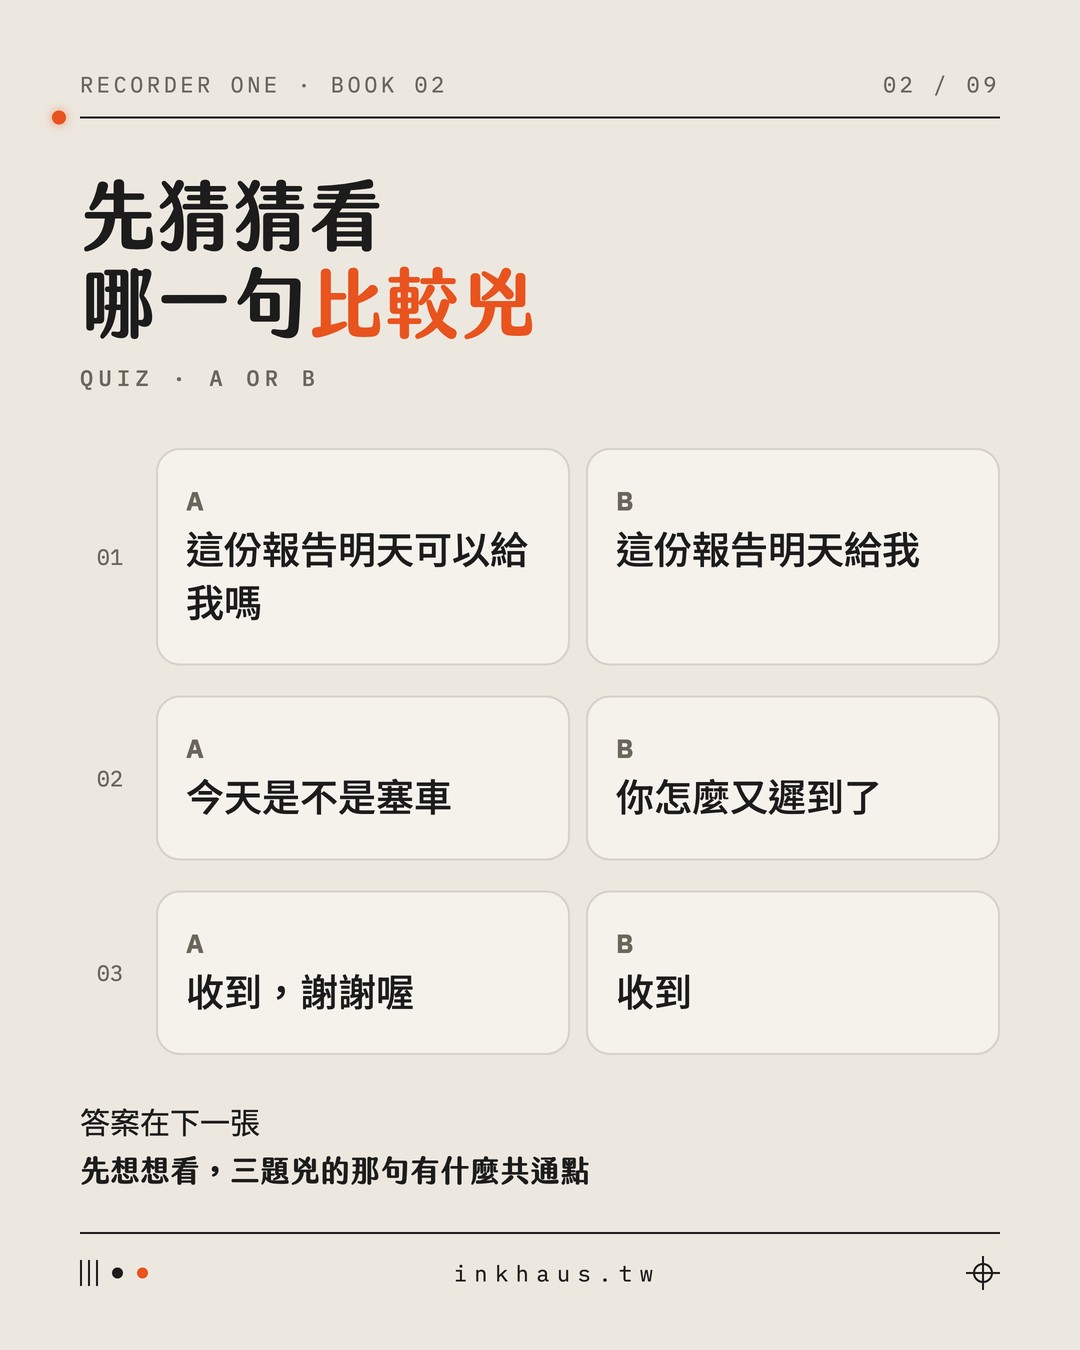 RECORDER ONE · BOOK 02
02 / 09
先猜猜看
哪一句比較兇
QUIZ · A OR B
01
A
這份報告明天可以給
我嗎
B
這份報告明天給我
02
A
今天是不是塞車
B
你怎麼又遲到了
03
A
收到，謝謝喔
B
收到
答案在下一張
先想想看，三題兇的那句有什麼共通點
inkhaus.tw